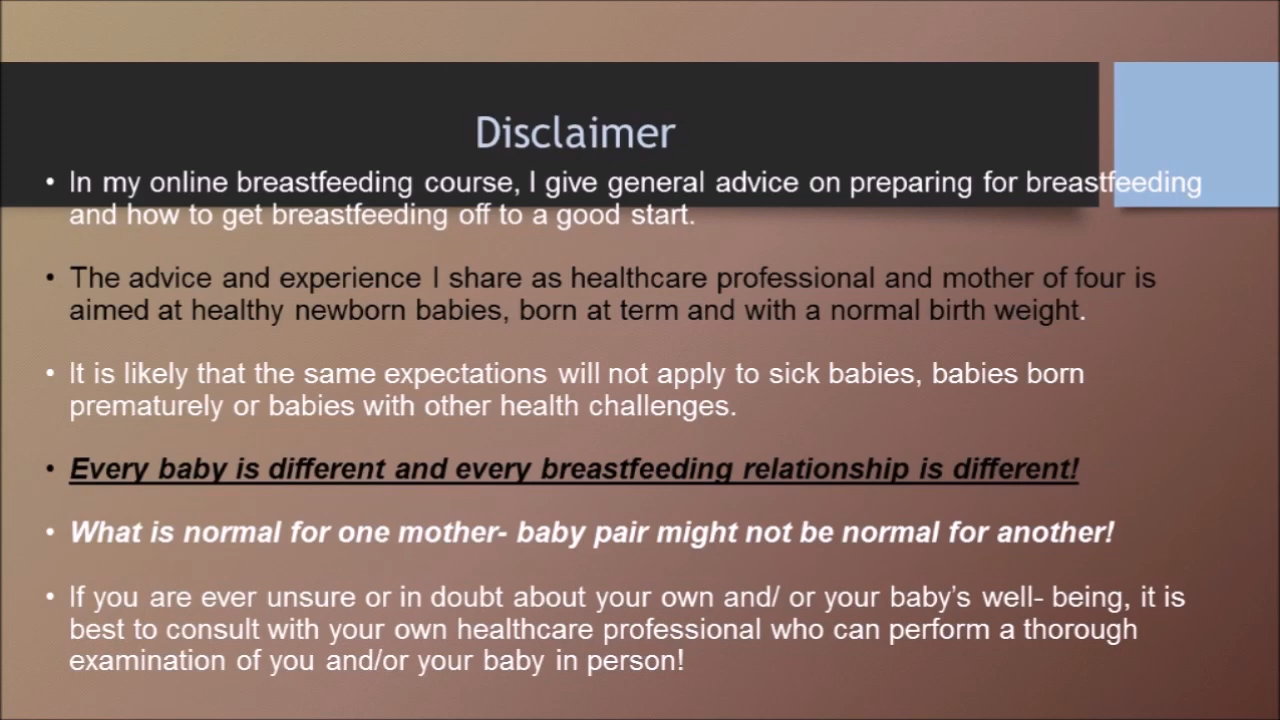 Disclaimer
• In my online breastfeeding course, I give general advice on preparing for breastfeeding
and how to get breastfeeding off to a good start.
• The advice and experience I share as healthcare professional and mother of four is
aimed at healthy newborn babies, born at term and with a normal birth weight.
• It is likely that the same expectations will not apply to sick babies, babies born
prematurely or babies with other health challenges.
• Every baby is different and every breastfeeding relationship is different!
• What is normal for one mother- baby pair might not be normal for another!
• If you are ever unsure or in doubt about your own and/ or your baby’s well- being, it is
best to consult with your own healthcare professional who can perform a thorough
examination of you and/or your baby in person!